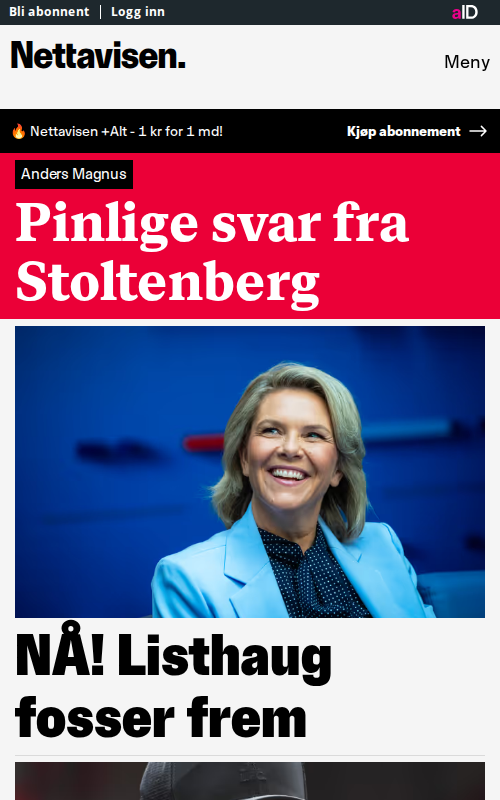 Bli abonnent | Logg inn
aID
Nettavisen.
Meny
🔥 Nettavisen +Alt - 1 kr for 1 md!
Kjøp abonnement →
Anders Magnus
Pinlige svar fra
Stoltenberg
NÅ! Listhaug
fosser frem